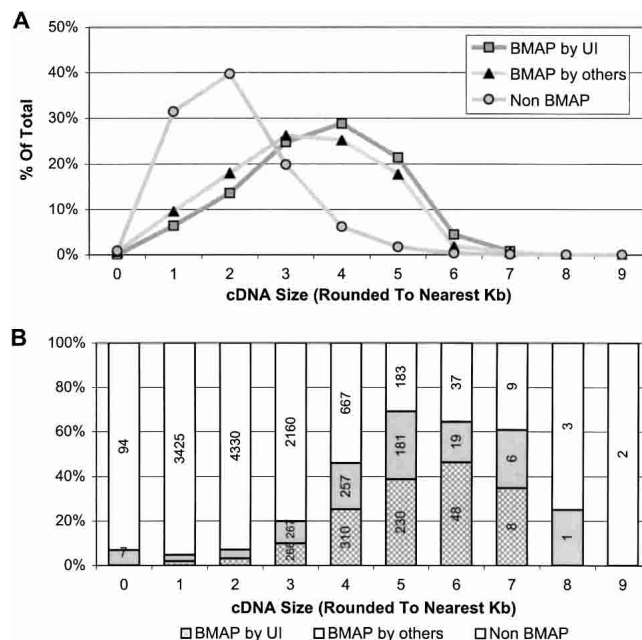 A
50%
40%
30%
20%
10%
0%
% Of Total
BMAP by UI
BMAP by others
Non BMAP
0 1 2 3 4 5 6 7 8 9
cDNA Size (Rounded To Nearest Kb)
B
100%
80%
60%
40%
20%
0%
94 3425 4330 2160 667 183 37 9 3 2
7 267 257 181 19 6 1
266 310 230 48 8
0 1 2 3 4 5 6 7 8 9
cDNA Size (Rounded To Nearest Kb)
BMAP by UI BMAP by others Non BMAP